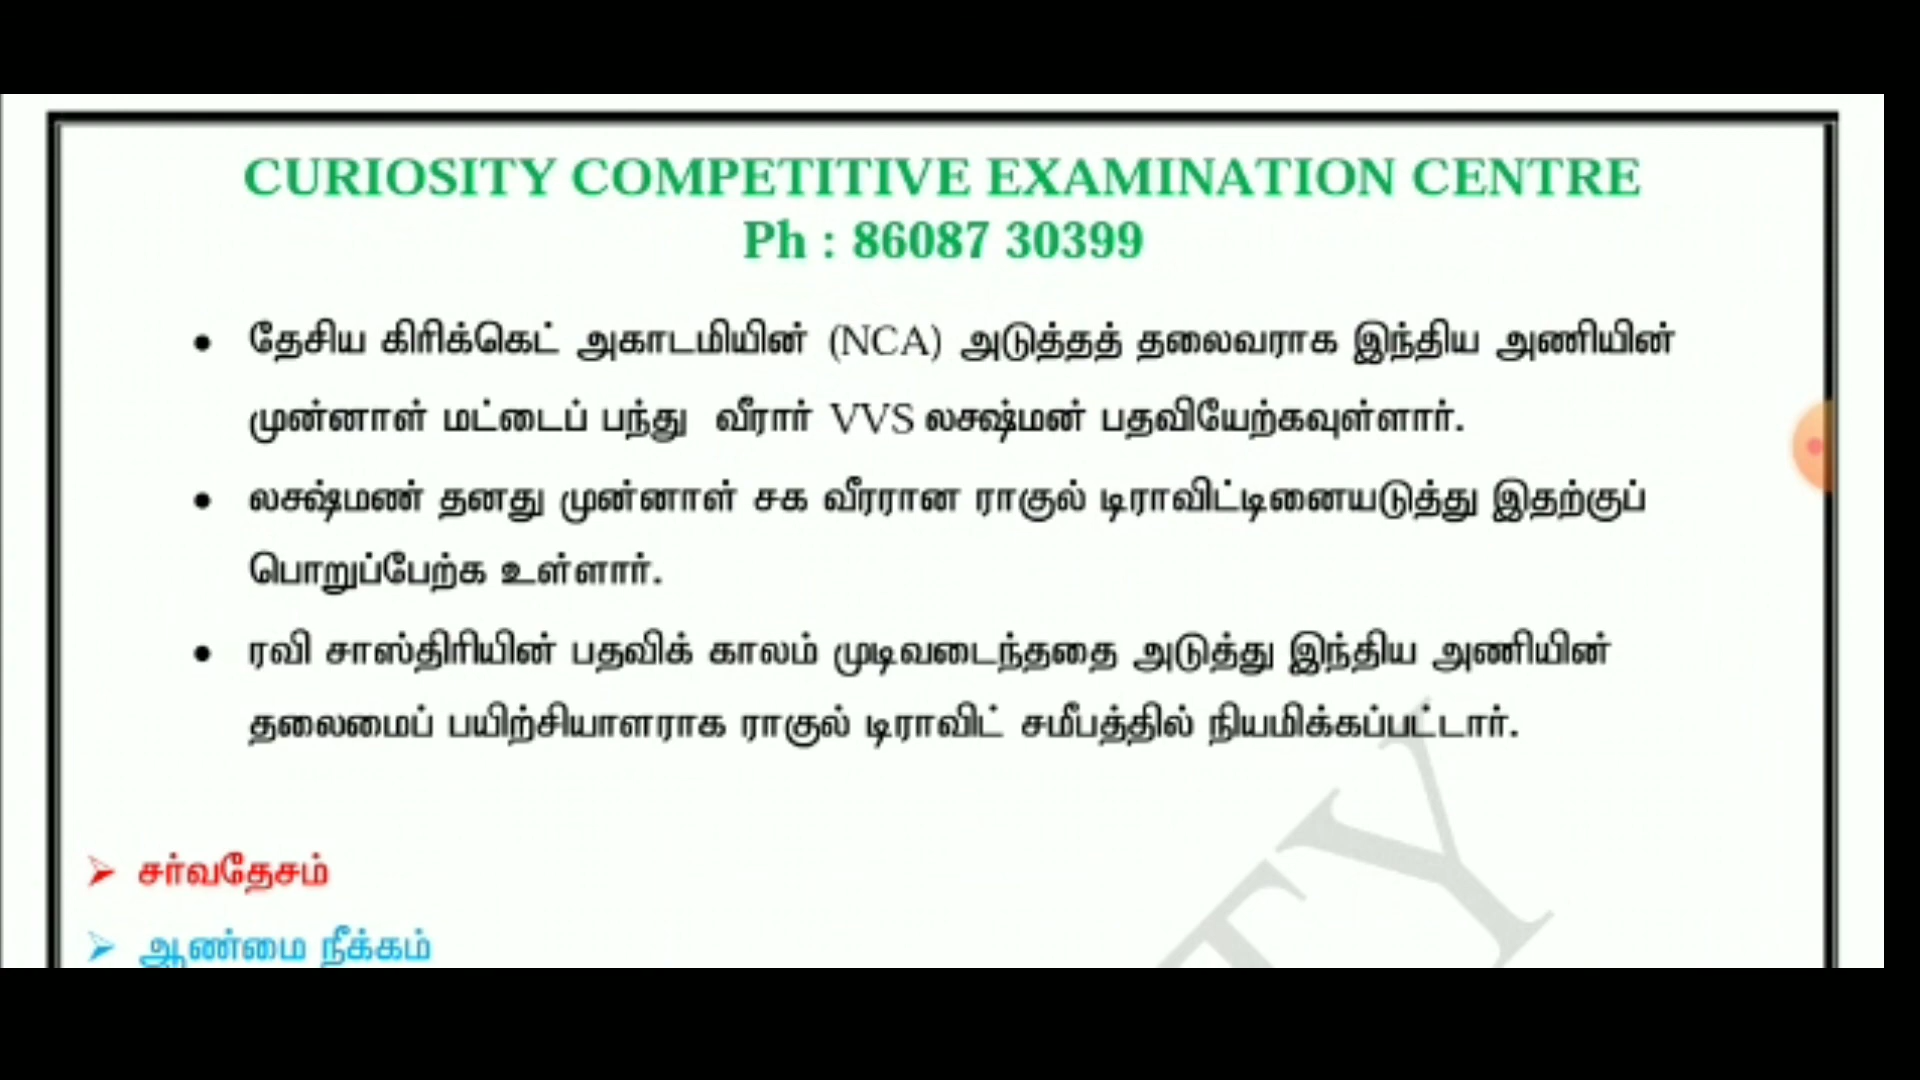 CURIOSITY COMPETITIVE EXAMINATION CENTRE
Ph : 86087 30399
• தேசிய கிரிக்கெட் அகாடமியின் (NCA) அடுத்தத் தலைவராக இந்திய அணியின்
முன்னாள் மட்டைப் பந்து வீரார் VVS லக்ஷ்மன் பதவியேற்கவுள்ளார்.
• லக்ஷ்மண் தனது முன்னாள் சக வீரரான ராகுல் டிராவிட்டினையடுத்து இதற்குப்
பொறுப்பேற்க உள்ளார்.
• ரவி சாஸ்திரியின் பதவிக் காலம் முடிவடைந்ததை அடுத்து இந்திய அணியின்
தலைமைப் பயிற்சியாளராக ராகுல் டிராவிட் சமீபத்தில் நியமிக்கப்பட்டார்.
➢ சர்வதேசம்
➢ ஆண்மை நீக்கம்
TY